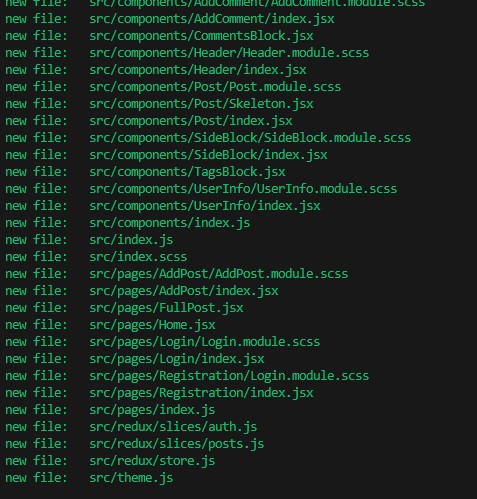 new file:   src/components/AddComment/AddComment.module.scss
new file:   src/components/AddComment/index.jsx
new file:   src/components/CommentsBlock.jsx
new file:   src/components/Header/Header.module.scss
new file:   src/components/Header/index.jsx
new file:   src/components/Post/Post.module.scss
new file:   src/components/Post/Skeleton.jsx
new file:   src/components/Post/index.jsx
new file:   src/components/SideBlock/SideBlock.module.scss
new file:   src/components/SideBlock/index.jsx
new file:   src/components/TagsBlock.jsx
new file:   src/components/UserInfo/UserInfo.module.scss
new file:   src/components/UserInfo/index.jsx
new file:   src/components/index.js
new file:   src/index.js
new file:   src/index.scss
new file:   src/pages/AddPost/AddPost.module.scss
new file:   src/pages/AddPost/index.jsx
new file:   src/pages/FullPost.jsx
new file:   src/pages/Home.jsx
new file:   src/pages/Login/Login.module.scss
new file:   src/pages/Login/index.jsx
new file:   src/pages/Registration/Login.module.scss
new file:   src/pages/Registration/index.jsx
new file:   src/pages/index.js
new file:   src/redux/slices/auth.js
new file:   src/redux/slices/posts.js
new file:   src/redux/store.js
new file:   src/theme.js